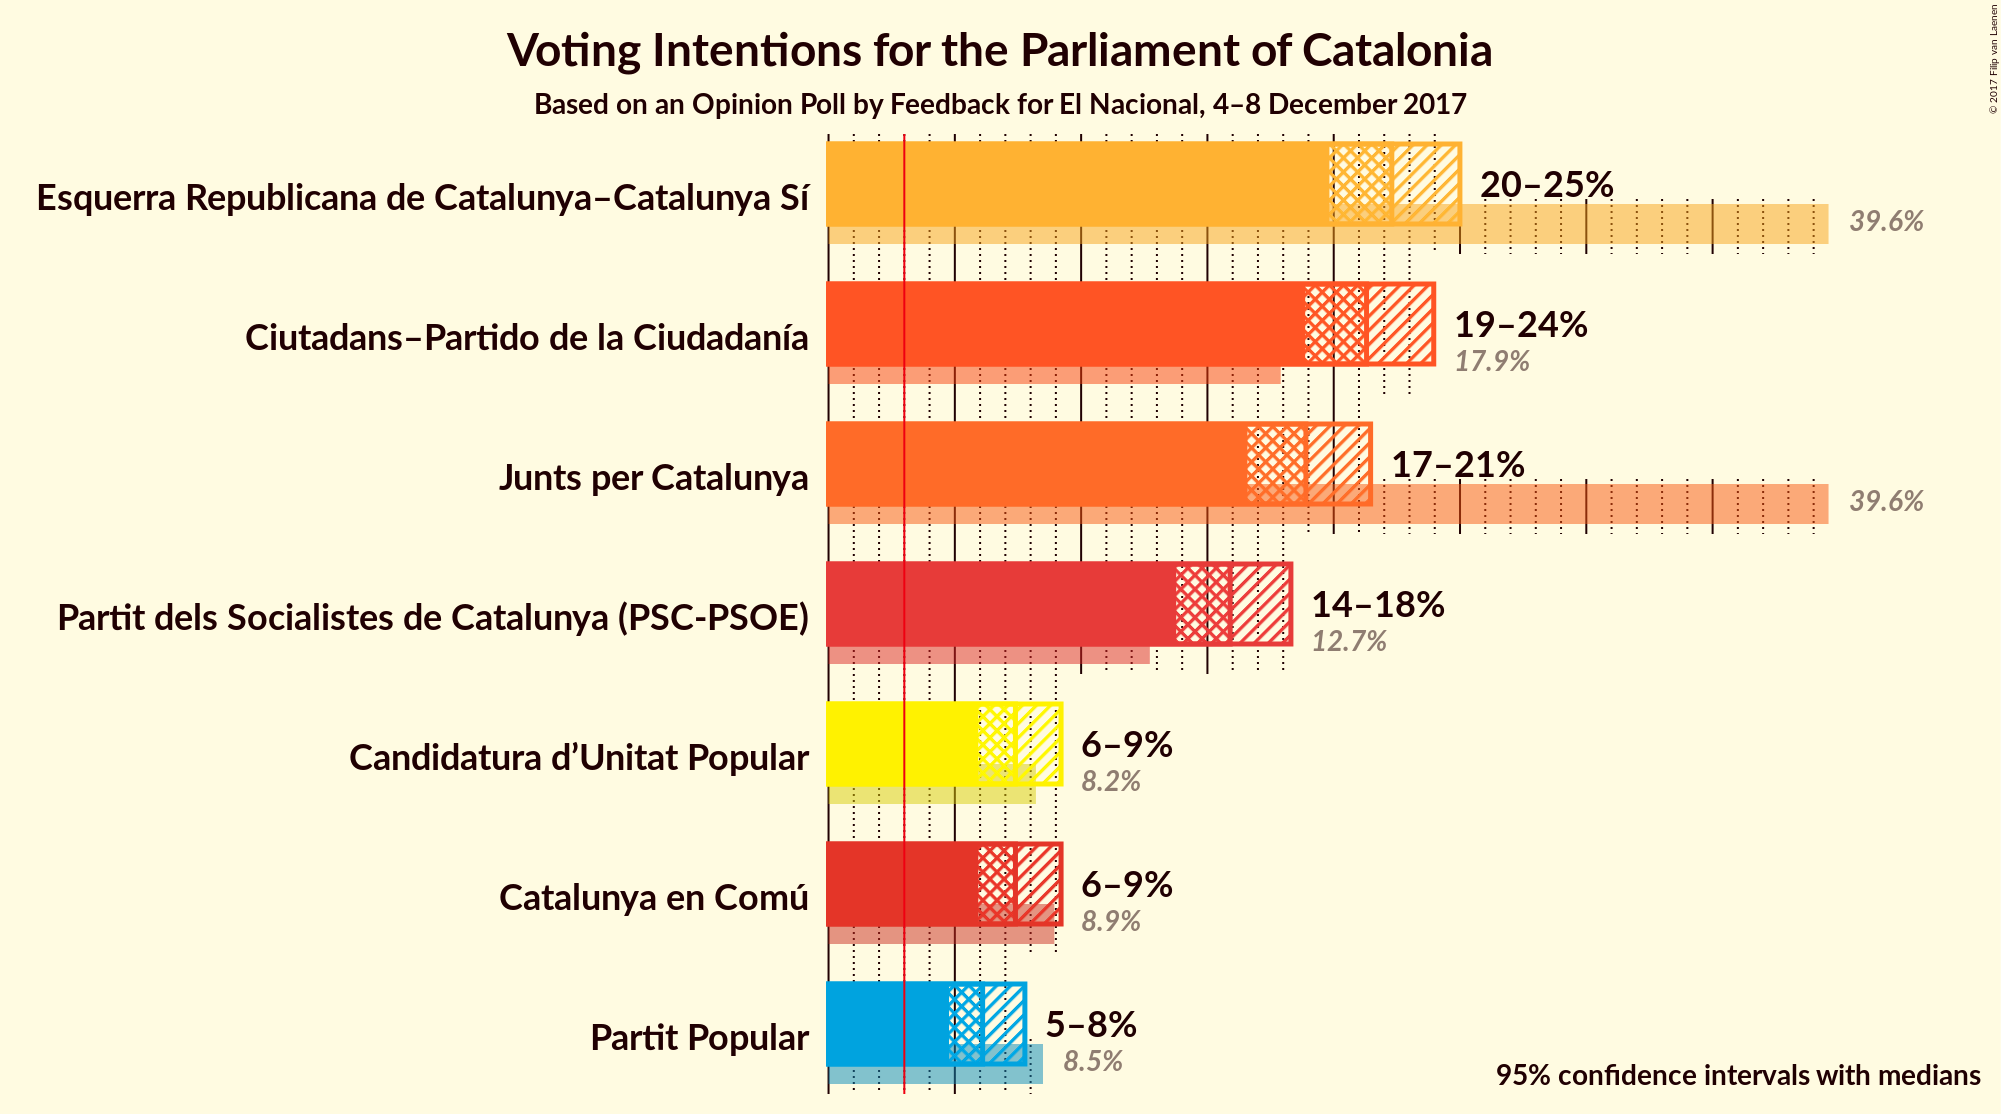 Voting Intentions for the Parliament of Catalonia
Based on an Opinion Poll by Feedback for El Nacional, 4–8 December 2017
© 2017 Filip van Laenen
Esquerra Republicana de Catalunya–Catalunya Sí
20–25%
39.6%
Ciutadans–Partido de la Ciudadanía
19–24%
17.9%
Junts per Catalunya
17–21%
39.6%
Partit dels Socialistes de Catalunya (PSC-PSOE)
14–18%
12.7%
Candidatura d’Unitat Popular
6–9%
8.2%
Catalunya en Comú
6–9%
8.9%
Partit Popular
5–8%
8.5%
95% confidence intervals with medians